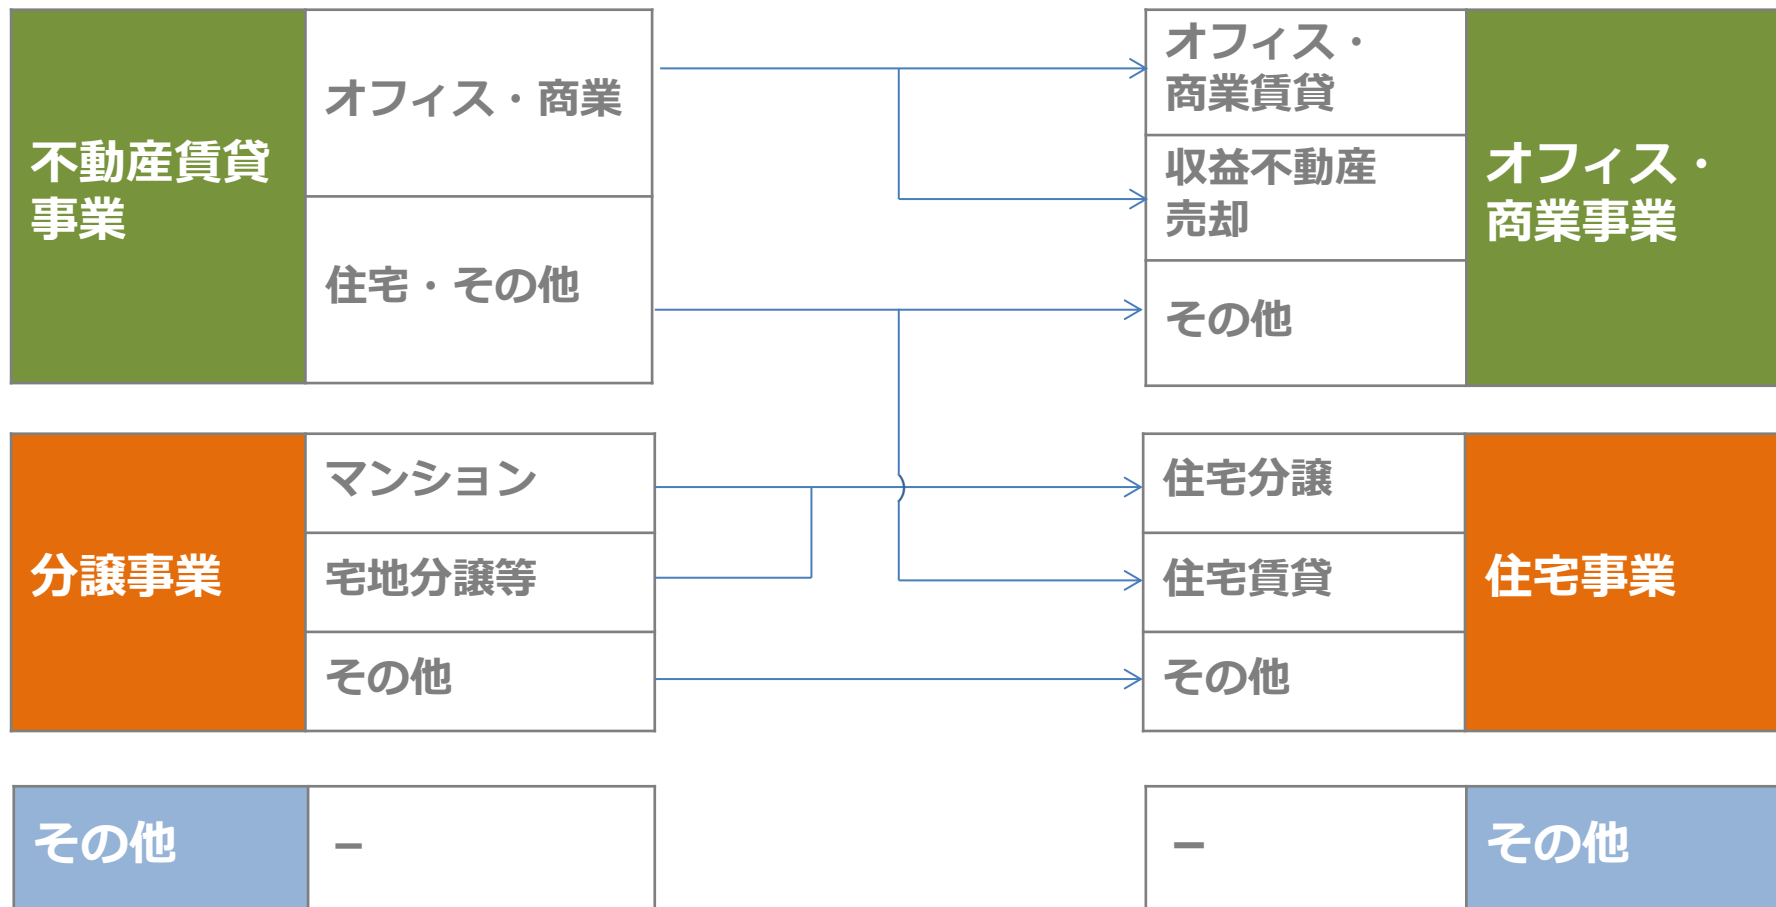 不動産賃貸
事業
オフィス・商業
住宅・その他
オフィス・
商業賃貸
収益不動産
売却
その他
オフィス・
商業事業
分譲事業
マンション
宅地分譲等
その他
住宅分譲
住宅賃貸
その他
住宅事業
その他
－
－
その他